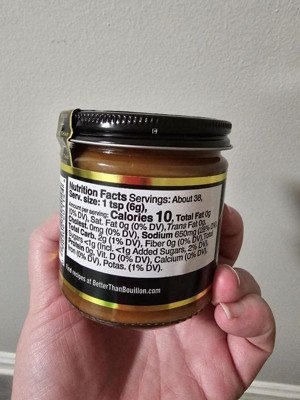 Nutrition Facts Servings: About 38,
Serv. size: 1 tsp (6g),
Amount per serving: Calories 10, Total Fat 0g
(0% DV), Sat. Fat 0g (0% DV), Trans Fat 0g,
Cholest. 0mg (0% DV), Sodium 650mg (28% DV),
Total Carb. 2g (1% DV), Fiber 0g (0% DV), Total
Sugars <1g (Incl. <1g Added Sugars, 2% DV),
Protein 0g, Vit. D (0% DV), Calcium (0% DV),
Iron (0% DV), Potas. (1% DV).
Find recipes at BetterThanBouillon.com